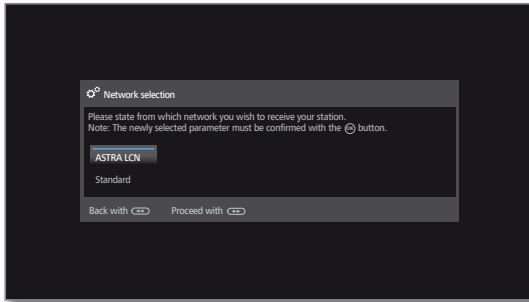 Network selection
Please state from which network you wish to receive your station.
Note: The newly selected parameter must be confirmed with the OK button.
ASTRA LCN
Standard
Back with ◄◄ Proceed with ►►